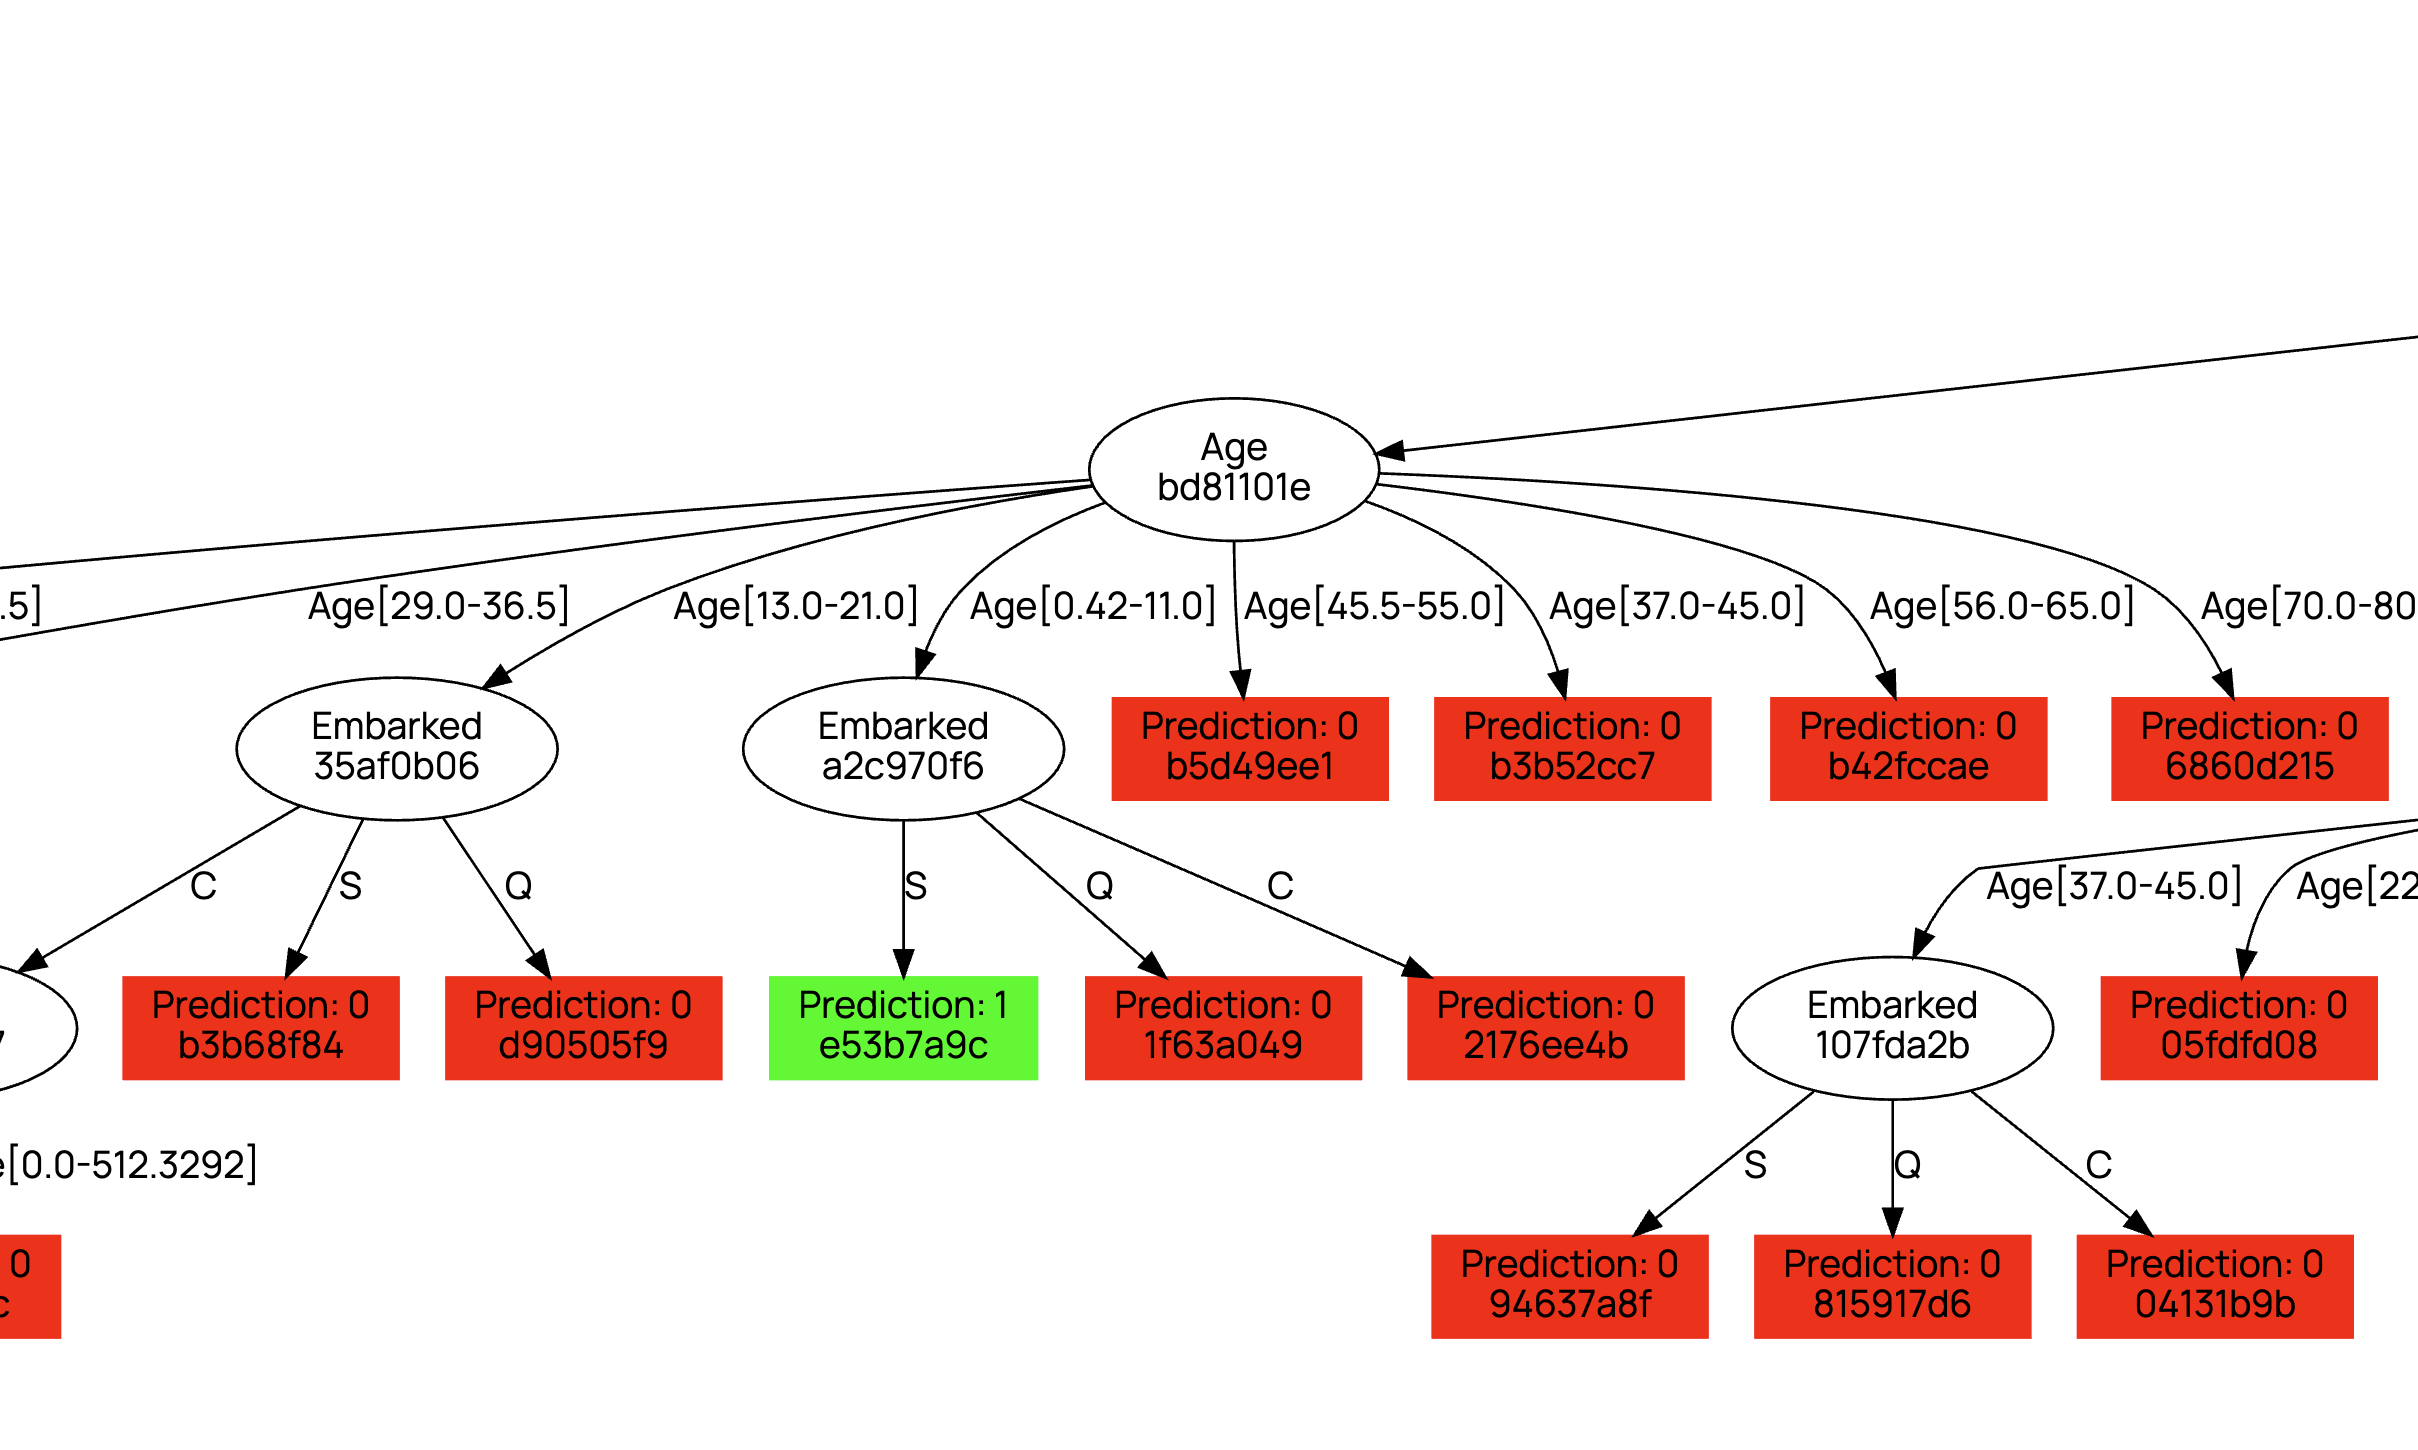 Age
bd81101e
.5]
Age[29.0-36.5]
Age[13.0-21.0]
Age[0.42-11.0]
Age[45.5-55.0]
Age[37.0-45.0]
Age[56.0-65.0]
Age[70.0-80
Embarked
35af0b06
Embarked
a2c970f6
Prediction: 0
b5d49ee1
Prediction: 0
b3b52cc7
Prediction: 0
b42fccae
Prediction: 0
6860d215
C
S
Q
S
Q
C
Age[37.0-45.0]
Age[22
Prediction: 0
b3b68f84
Prediction: 0
d90505f9
Prediction: 1
e53b7a9c
Prediction: 0
1f63a049
Prediction: 0
2176ee4b
Embarked
107fda2b
Prediction: 0
05fdfd08
e[0.0-512.3292]
S
Q
C
: 0
c
Prediction: 0
94637a8f
Prediction: 0
815917d6
Prediction: 0
04131b9b